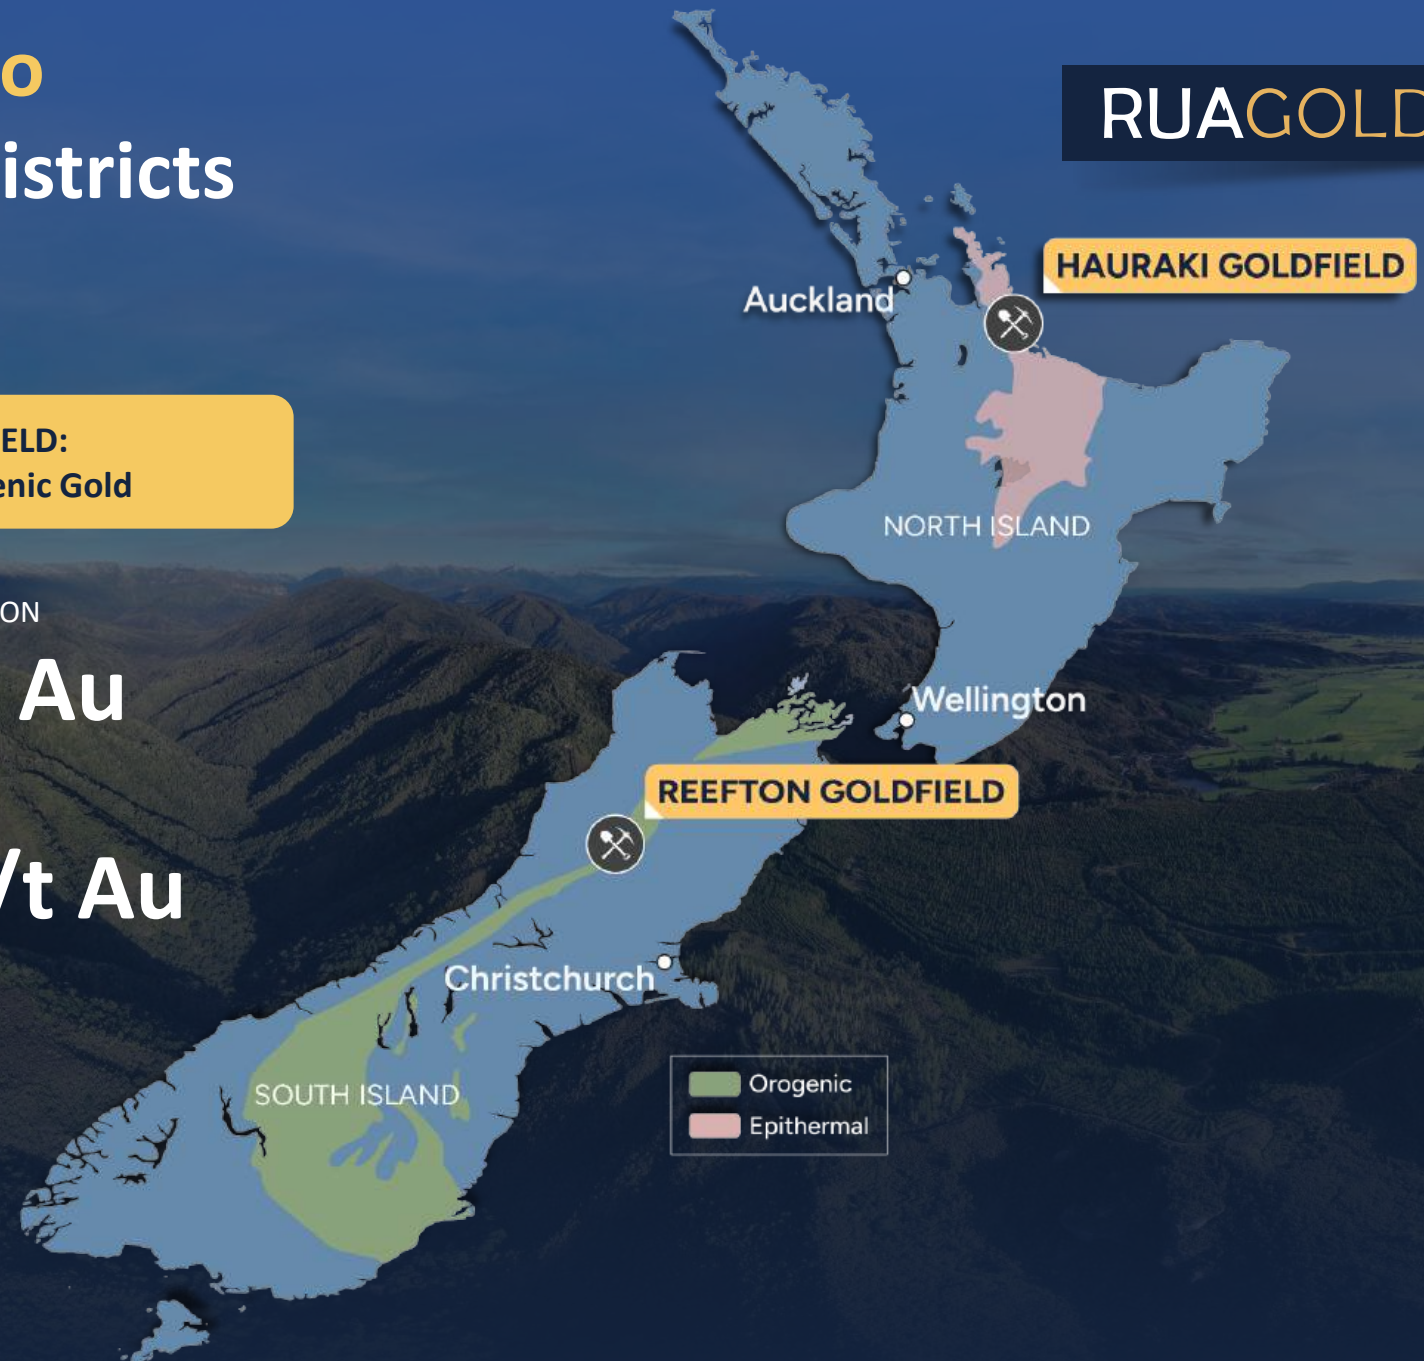 o
istricts
RUAGOLD
HAURAKI GOLDFIELD
Auckland
ELD:
enic Gold
NORTH ISLAND
ON
Au
Wellington
REEFTON GOLDFIELD
/t Au
Christchurch
SOUTH ISLAND
Orogenic
Epithermal